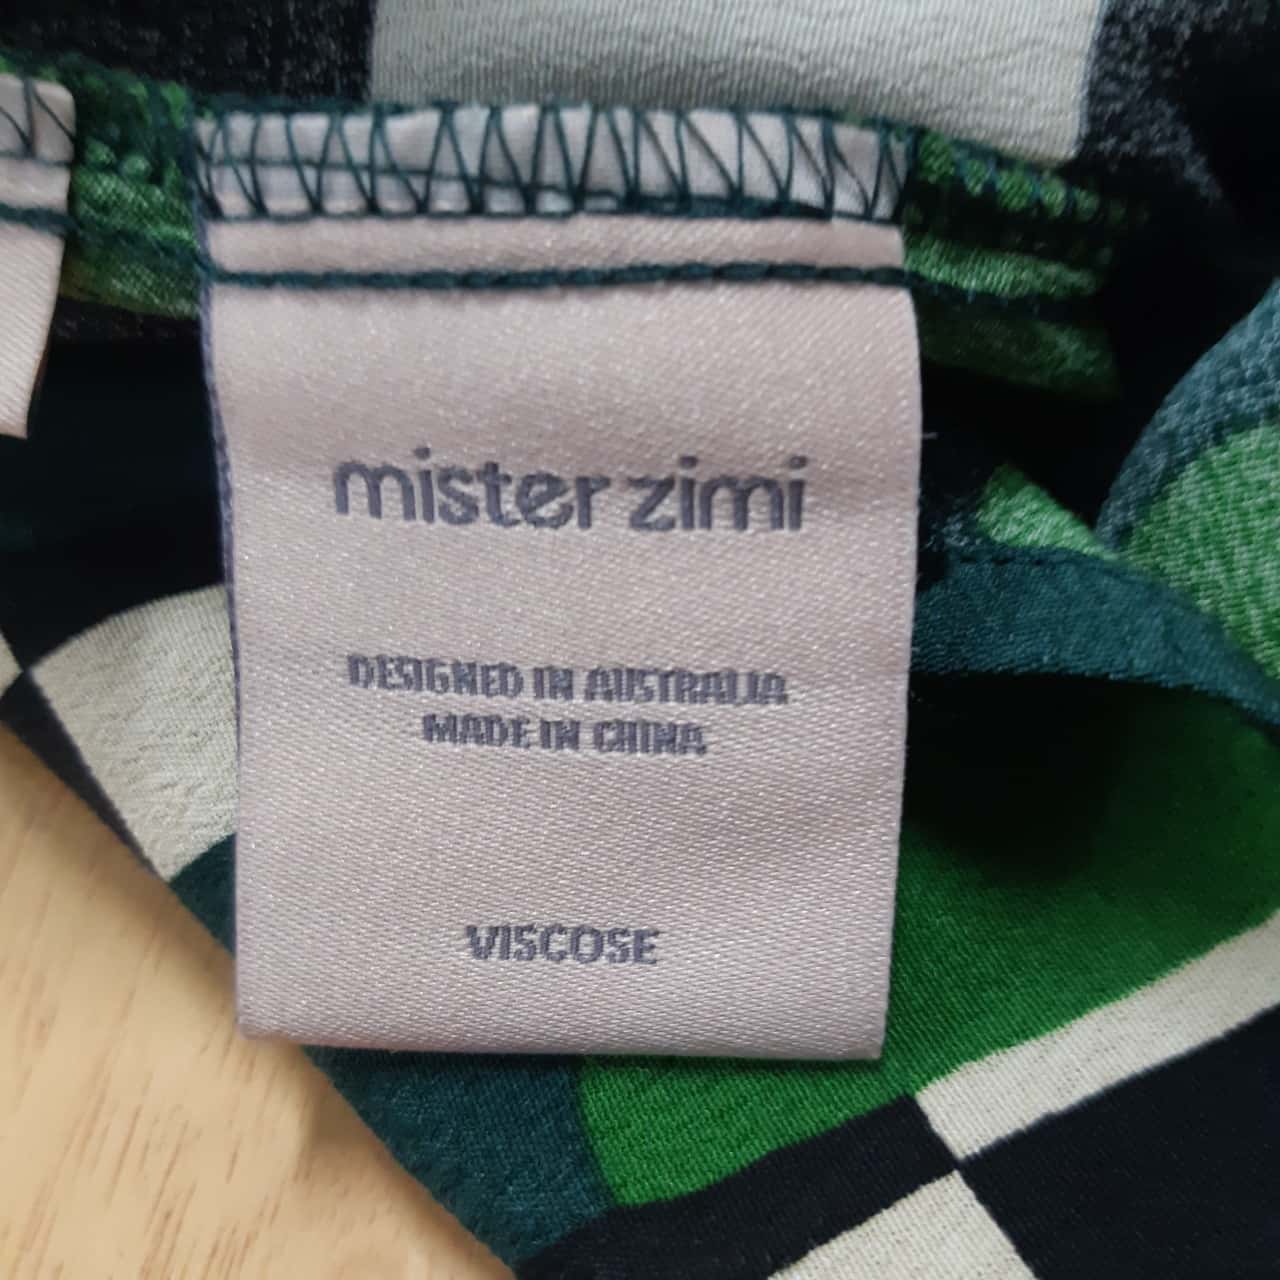 mister zimi
DESIGNED IN AUSTRALIA
MADE IN CHINA
VISCOSE